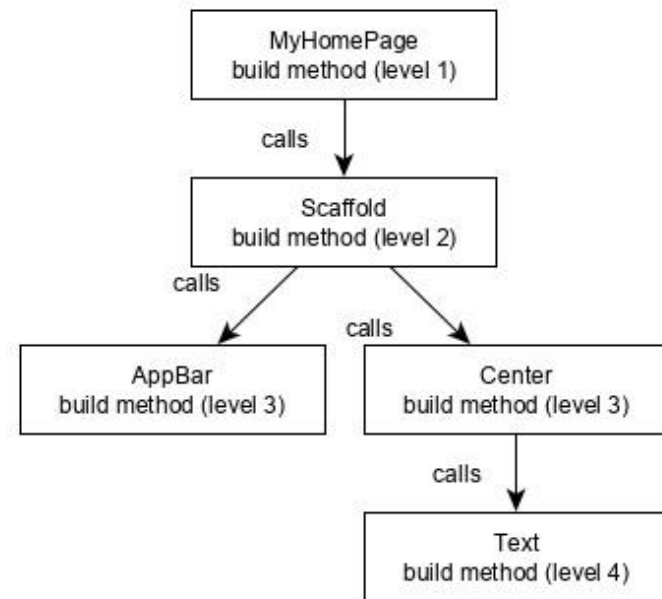 MyHomePage
build method (level 1)
calls
Scaffold
build method (level 2)
calls
calls
AppBar
build method (level 3)
Center
build method (level 3)
calls
Text
build method (level 4)